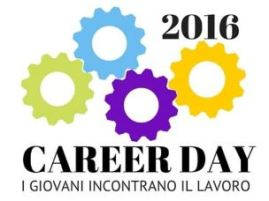 2016
CAREER DAY
I GIOVANI INCONTRANO IL LAVORO